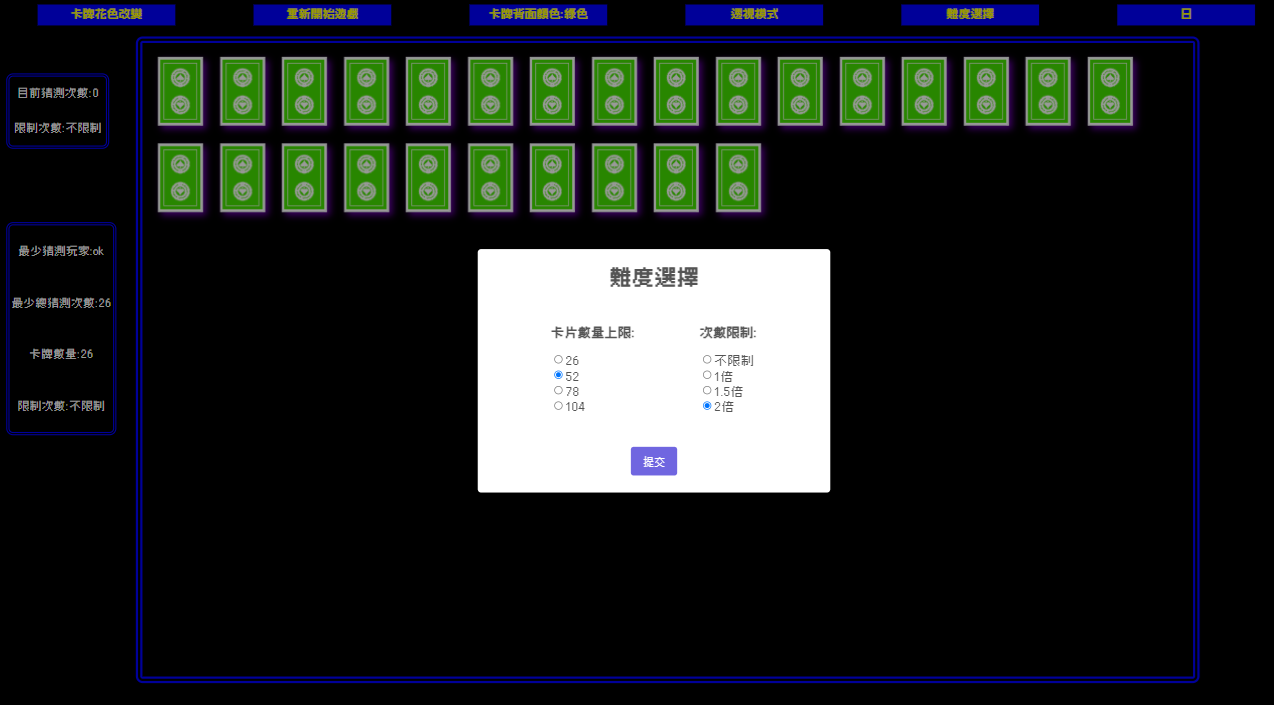 卡牌花色改變
重新開始遊戲
卡牌背面顏色:綠色
透視模式
難度選擇
日
目前猜測次數:0
限制次數:不限制
最少猜測玩家:ok
最少總猜測次數:26
卡牌數量:26
限制次數:不限制
難度選擇
卡片數量上限:
26
52
78
104
次數限制:
不限制
1倍
1.5倍
2倍
提交